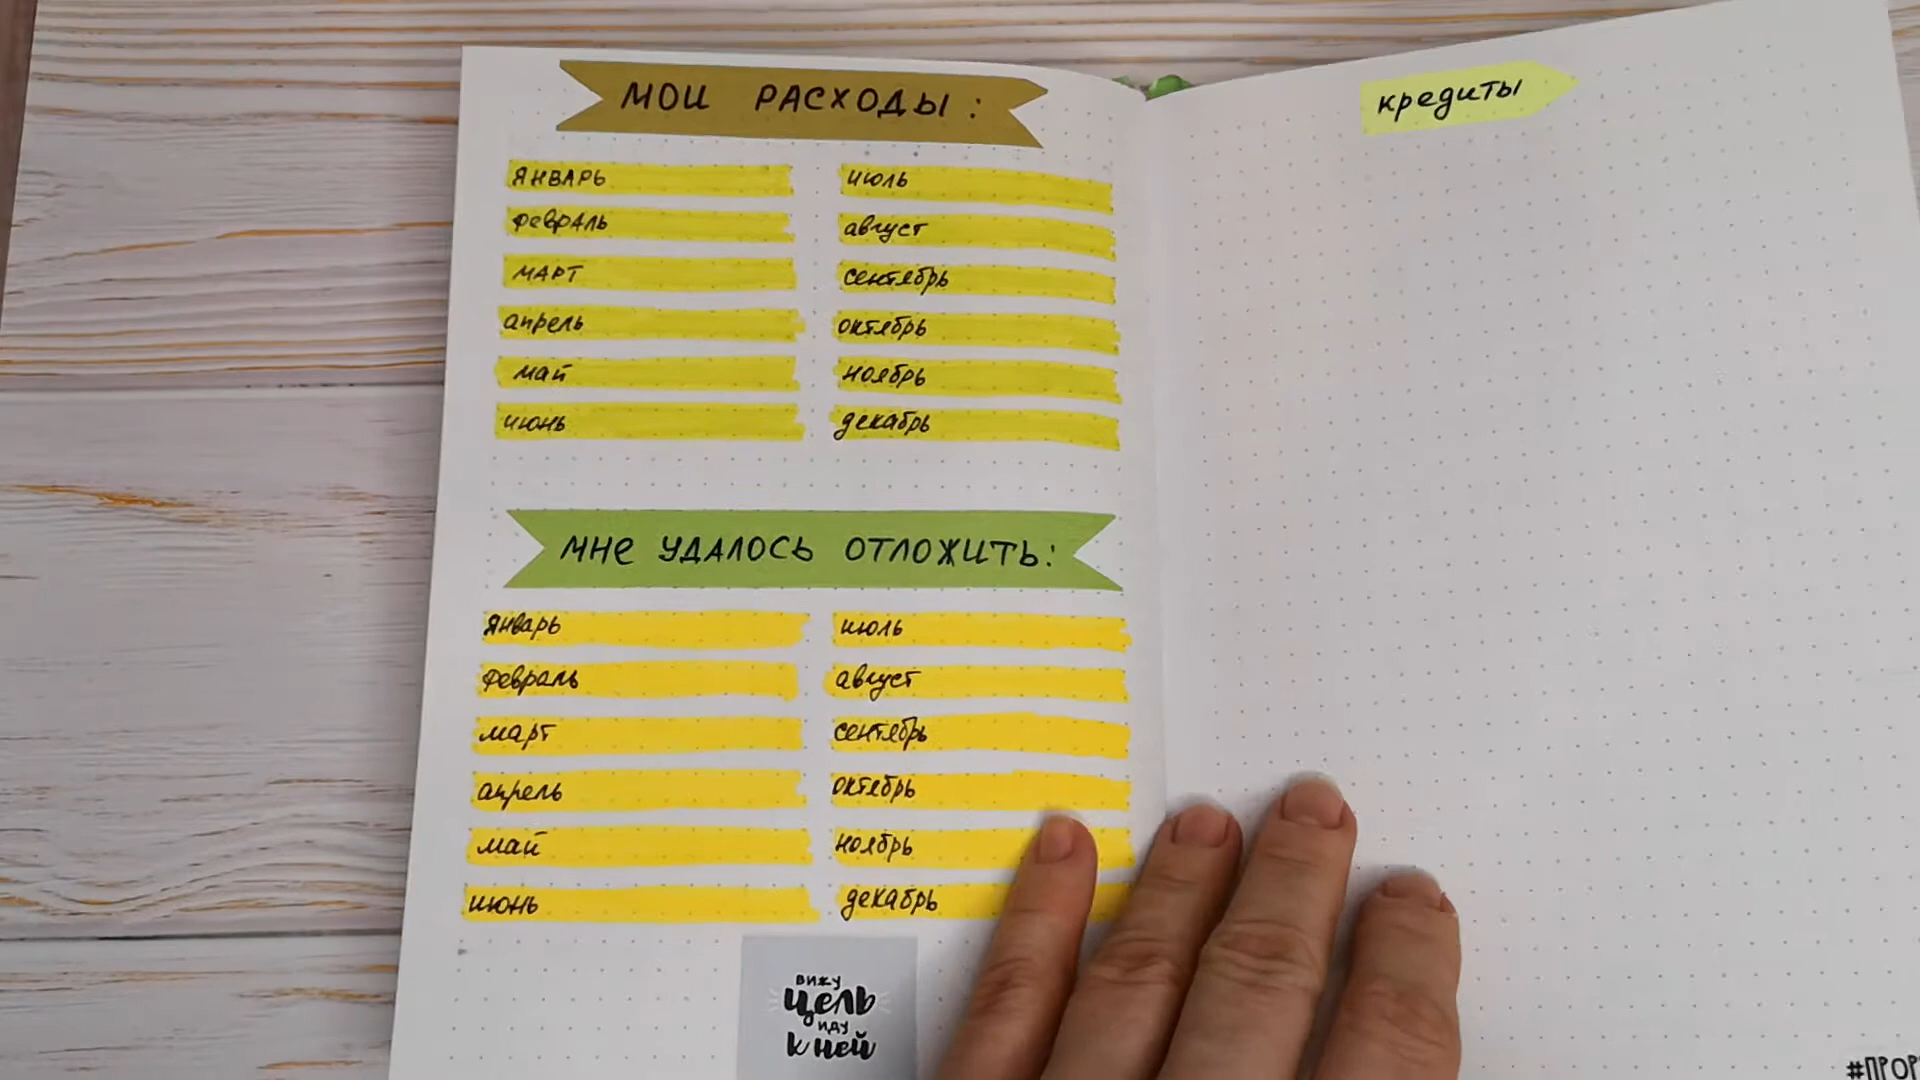 МОИ РАСХОДЫ:
ЯНВАРЬ
февраль
МАРТ
апрель
май
июнь
июль
август
сентябрь
октябрь
ноябрь
декабрь
МНЕ УДАЛОСЬ ОТЛОЖИТЬ:
январь
февраль
март
апрель
май
июнь
июль
август
сентябрь
октябрь
ноябрь
декабрь
вижу
цель
иду
к ней
кредиты